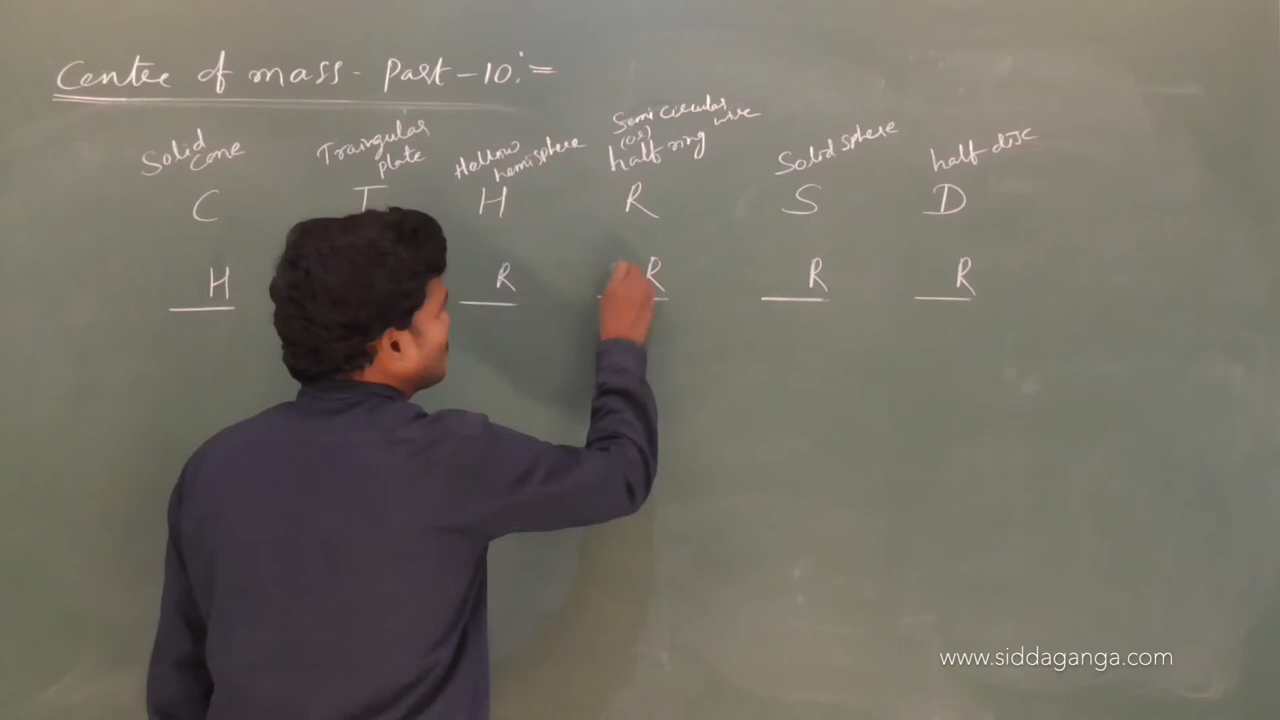 Centre of mass - Part - 10 :=
Solid cone
Traingular plate
Hollow hemisphere
Semi circular wire
(or)
half ring
Solid sphere
half disc
C T H R S D
H R R R R
www.siddaganga.com